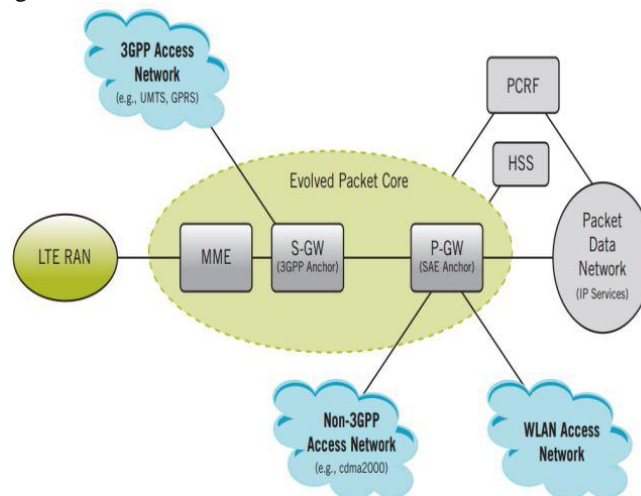 3GPP Access
Network
(e.g., UMTS, GPRS)
PCRF
HSS
Evolved Packet Core
LTE RAN
MME
S-GW
(3GPP Anchor)
P-GW
(SAE Anchor)
Packet
Data
Network
(IP Services)
Non-3GPP
Access Network
(e.g., cdma2000)
WLAN Access
Network